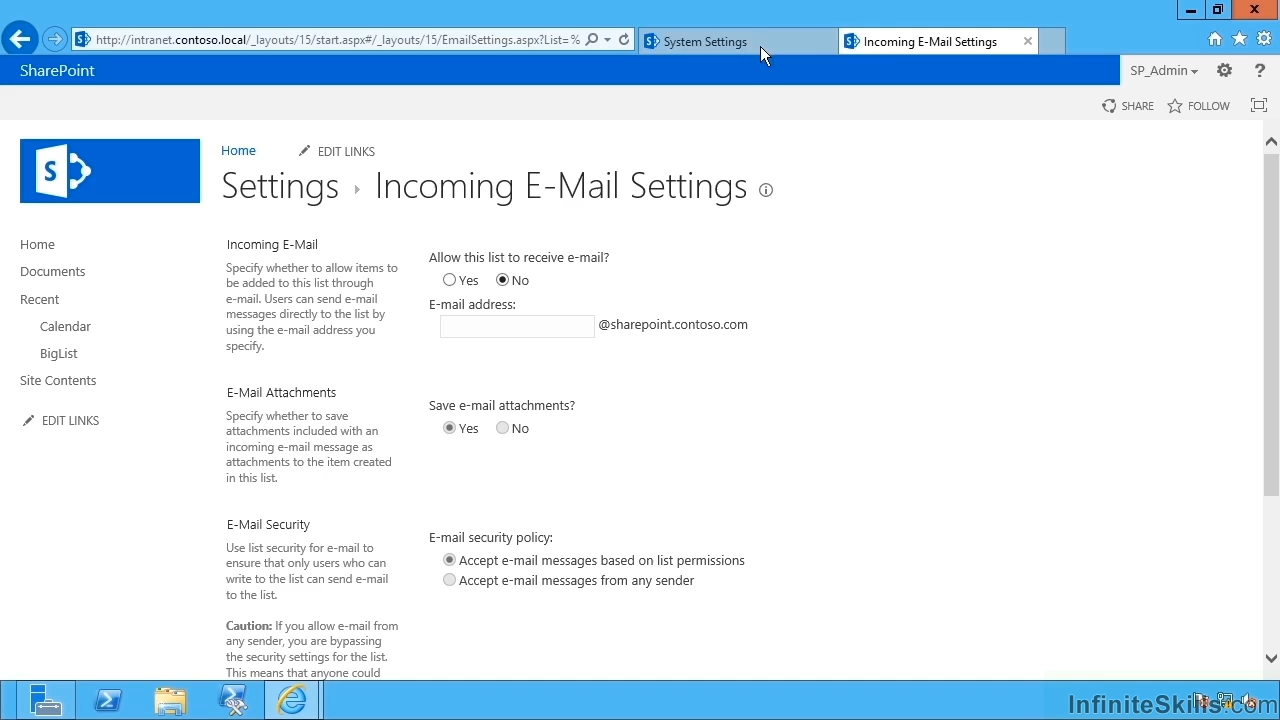 http://intranet.contoso.local/_layouts/15/start.aspx#/_layouts/15/EmailSettings.aspx?List=%
System Settings
Incoming E-Mail Settings
SharePoint
SP_Admin
?
SHARE
FOLLOW
S
Home
EDIT LINKS
Settings
Incoming E-Mail Settings
Home
Documents
Recent
Calendar
BigList
Site Contents
EDIT LINKS
Incoming E-Mail
Specify whether to allow items to
be added to this list through
e-mail. Users can send e-mail
messages directly to the list by
using the e-mail address you
specify.
Allow this list to receive e-mail?
Yes No
E-mail address:
@sharepoint.contoso.com
E-Mail Attachments
Specify whether to save
attachments included with an
incoming e-mail message as
attachments to the item created
in this list.
Save e-mail attachments?
Yes No
E-Mail Security
Use list security for e-mail to
ensure that only users who can
write to the list can send e-mail
to the list.
Caution: If you allow e-mail from
any sender, you are bypassing
the security settings for the list.
This means that anyone could
E-mail security policy:
Accept e-mail messages based on list permissions
Accept e-mail messages from any sender
InfiniteSkills.com